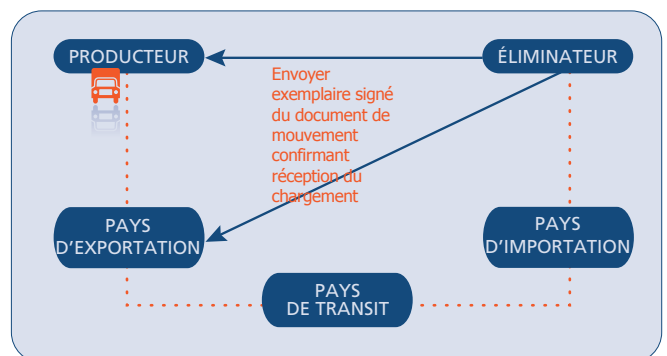 PRODUCTEUR
ÉLIMINATEUR
Envoyer
exemplaire signé
du document de
mouvement
confirmant
réception du
chargement
PAYS
D’EXPORTATION
PAYS
D’IMPORTATION
PAYS
DE TRANSIT